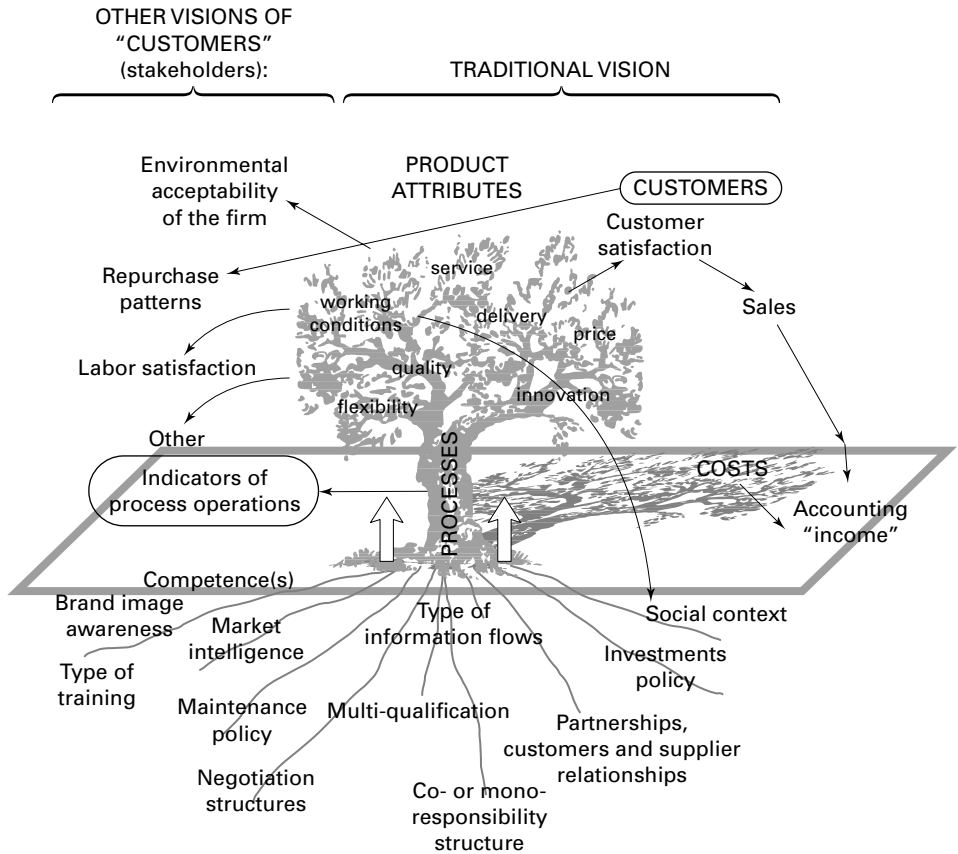 OTHER VISIONS OF
“CUSTOMERS”
(stakeholders):
TRADITIONAL VISION
Environmental
acceptability
of the firm
PRODUCT
ATTRIBUTES
CUSTOMERS
Customer
satisfaction
Repurchase
patterns
service
working
conditions
delivery
price
Sales
Labor satisfaction
quality
flexibility
innovation
Other
Indicators of
process operations
PROCESSES
COSTS
Accounting
“income”
Competence(s)
Brand image
awareness
Type of
information flows
Social context
Market
intelligence
Investments
policy
Type of
training
Maintenance
policy
Multi-qualification
Partnerships,
customers and supplier
relationships
Negotiation
structures
Co- or mono-
responsibility
structure